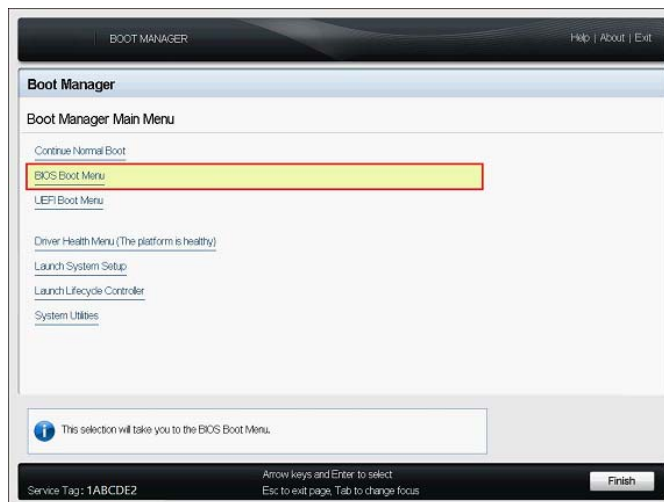 BOOT MANAGER
Help | About | Exit
Boot Manager
Boot Manager Main Menu
Continue Normal Boot
BIOS Boot Menu
UEFI Boot Menu
Driver Health Menu (The platform is healthy)
Launch System Setup
Launch Lifecycle Controller
System Utilities
This selection will take you to the BIOS Boot Menu.
Service Tag: 1ABCDE2
Arrow keys and Enter to select
Esc to exit page, Tab to change focus
Finish